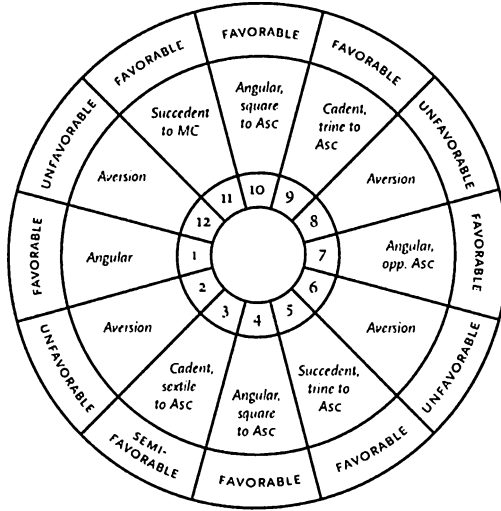 FAVORABLE
FAVORABLE
FAVORABLE
UNFAVORABLE
UNFAVORABLE
Angular,
square
to Asc
Succedent
to MC
Cadent,
trine to
Asc
Aversion
Aversion
10
11
9
12
8
FAVORABLE
Angular
1
7
Angular,
opp. Asc
FAVORABLE
2
6
3
5
4
Aversion
Aversion
Cadent,
sextile
to Asc
Angular,
square
to Asc
Succedent,
trine to
Asc
UNFAVORABLE
UNFAVORABLE
SEMI-
FAVORABLE
FAVORABLE
FAVORABLE